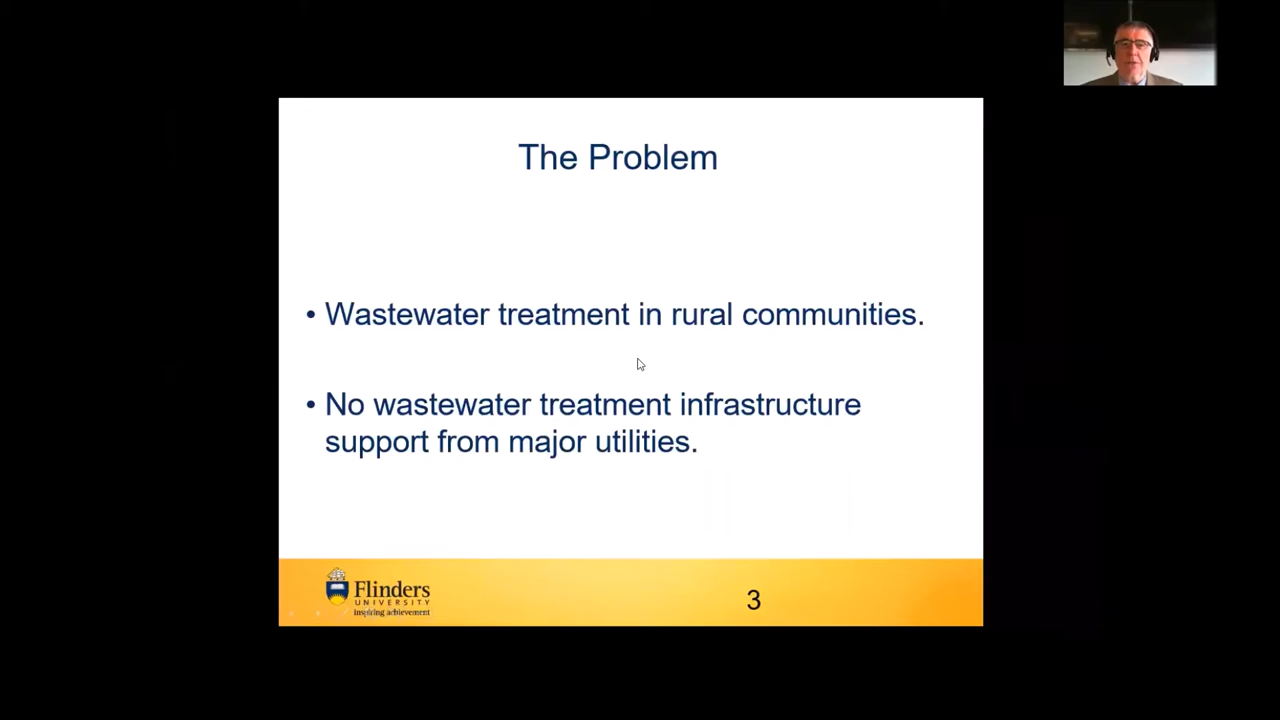 The Problem
• Wastewater treatment in rural communities.
• No wastewater treatment infrastructure
support from major utilities.
Flinders
UNIVERSITY
inspiring achievement
3